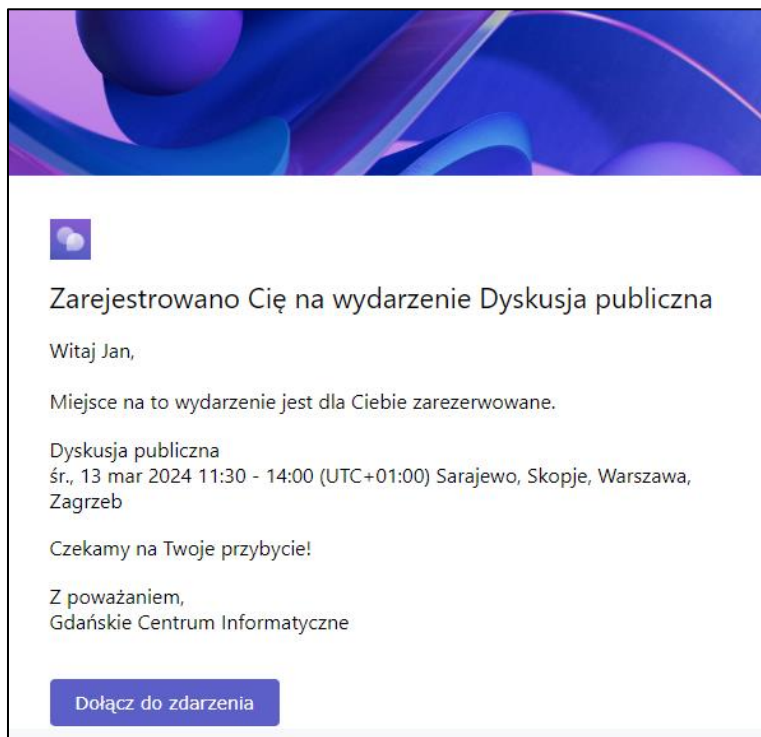 Zarejestrowano Cię na wydarzenie Dyskusja publiczna
Witaj Jan,
Miejsce na to wydarzenie jest dla Ciebie zarezerwowane.
Dyskusja publiczna
śr., 13 mar 2024 11:30 - 14:00 (UTC+01:00) Sarajewo, Skopje, Warszawa,
Zagrzeb
Czekamy na Twoje przybycie!
Z poważaniem,
Gdańskie Centrum Informatyczne
Dołącz do zdarzenia